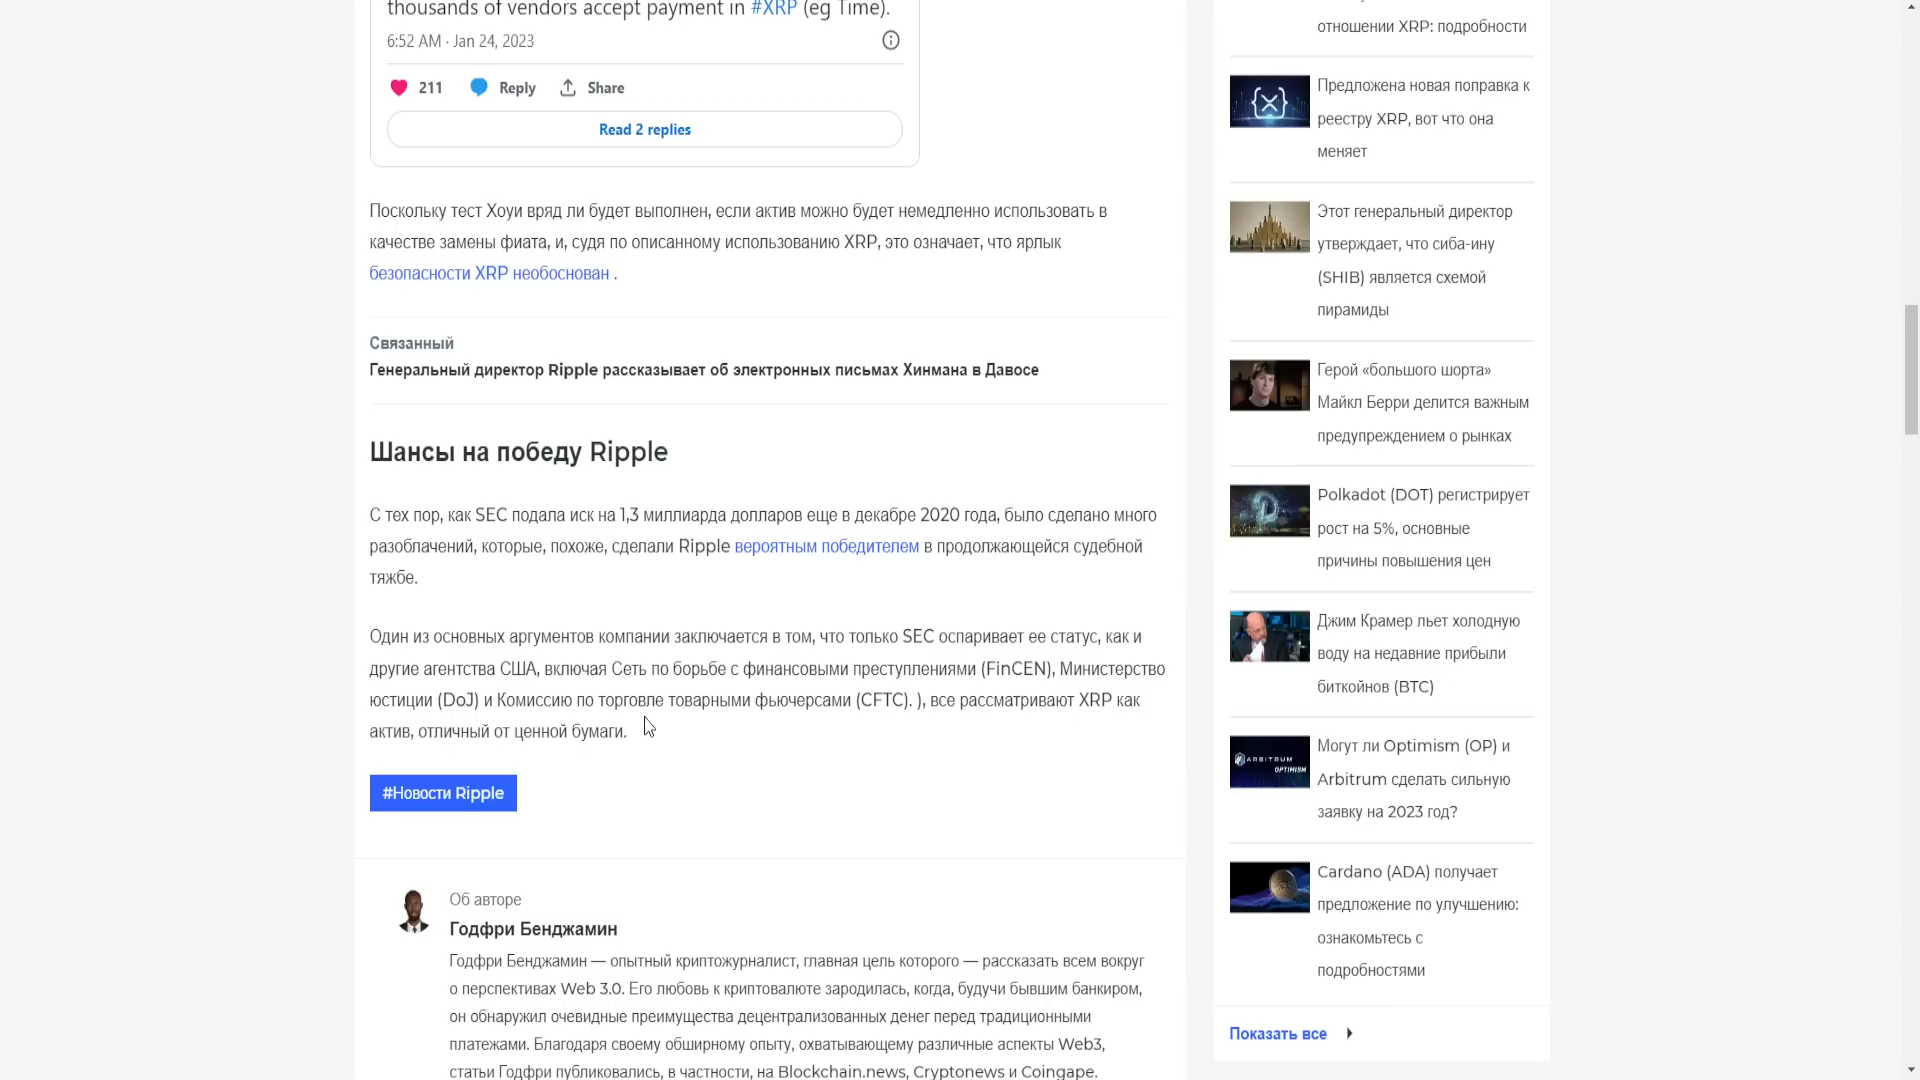 thousands of vendors accept payment in #XRP (eg Time).
6:52 AM · Jan 24, 2023
211 Reply Share
Read 2 replies
Поскольку тест Хоуи вряд ли будет выполнен, если актив можно будет немедленно использовать в
качестве замены фиата, и, судя по описанному использованию XRP, это означает, что ярлык
безопасности XRP необоснован .
Связанный
Генеральный директор Ripple рассказывает об электронных письмах Хинмана в Давосе
Шансы на победу Ripple
С тех пор, как SEC подала иск на 1,3 миллиарда долларов еще в декабре 2020 года, было сделано много
разоблачений, которые, похоже, сделали Ripple вероятным победителем в продолжающейся судебной
тяжбе.
Один из основных аргументов компании заключается в том, что только SEC оспаривает ее статус, как и
другие агентства США, включая Сеть по борьбе с финансовыми преступлениями (FinCEN), Министерство
юстиции (DoJ) и Комиссию по торговле товарными фьючерсами (CFTC). ), все рассматривают XRP как
актив, отличный от ценной бумаги.
#Новости Ripple
Об авторе
Годфри Бенджамин
Годфри Бенджамин — опытный криптожурналист, главная цель которого — рассказать всем вокруг
о перспективах Web 3.0. Его любовь к криптовалюте зародилась, когда, будучи бывшим банкиром,
он обнаружил очевидные преимущества децентрализованных денег перед традиционными
платежами. Благодаря своему обширному опыту, охватывающему различные аспекты Web3,
статьи Годфри публиковались, в частности, на Blockchain.news, Cryptonews и Coingape.
отношении XRP: подробности
Предложена новая поправка к
реестру XRP, вот что она
меняет
Этот генеральный директор
утверждает, что сиба-ину
(SHIB) является схемой
пирамиды
Герой «большого шорта»
Майкл Берри делится важным
предупреждением о рынках
Polkadot (DOT) регистрирует
рост на 5%, основные
причины повышения цен
Джим Крамер льет холодную
воду на недавние прибыли
биткойнов (BTC)
ARBITRUM
OPTIMISM
Могут ли Optimism (OP) и
Arbitrum сделать сильную
заявку на 2023 год?
Cardano (ADA) получает
предложение по улучшению:
ознакомьтесь с
подробностями
Показать все